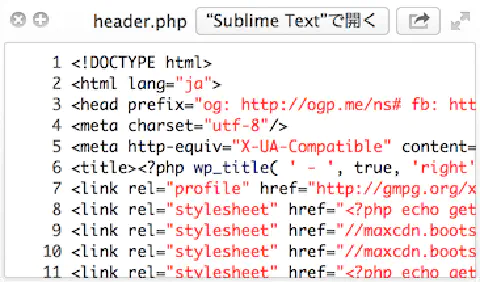 header.php "Sublime Text"で開く
1 <!DOCTYPE html>
2 <html lang="ja">
3 <head prefix="og: http://ogp.me/ns# fb: htt
4 <meta charset="utf-8"/>
5 <meta http-equiv="X-UA-Compatible" content=
6 <title><?php wp_title( ' - ', true, 'right'
7 <link rel="profile" href="http://gmpg.org/x
8 <link rel="stylesheet" href="<?php echo get
9 <link rel="stylesheet" href="//maxcdn.boots
10 <link rel="stylesheet" href="//maxcdn.boots
11 <link rel="stylesheet" href="<?php echo get